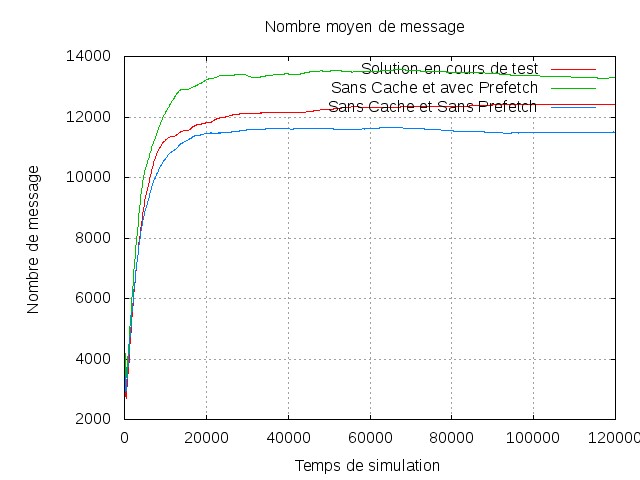 Nombre moyen de message
14000
Solution en cours de test
Sans Cache et avec Prefetch
12000
Sans Cache et Sans Prefetch
10000
Nombre de message
8000
6000
4000
2000
0 20000 40000 60000 80000 100000 120000
Temps de simulation